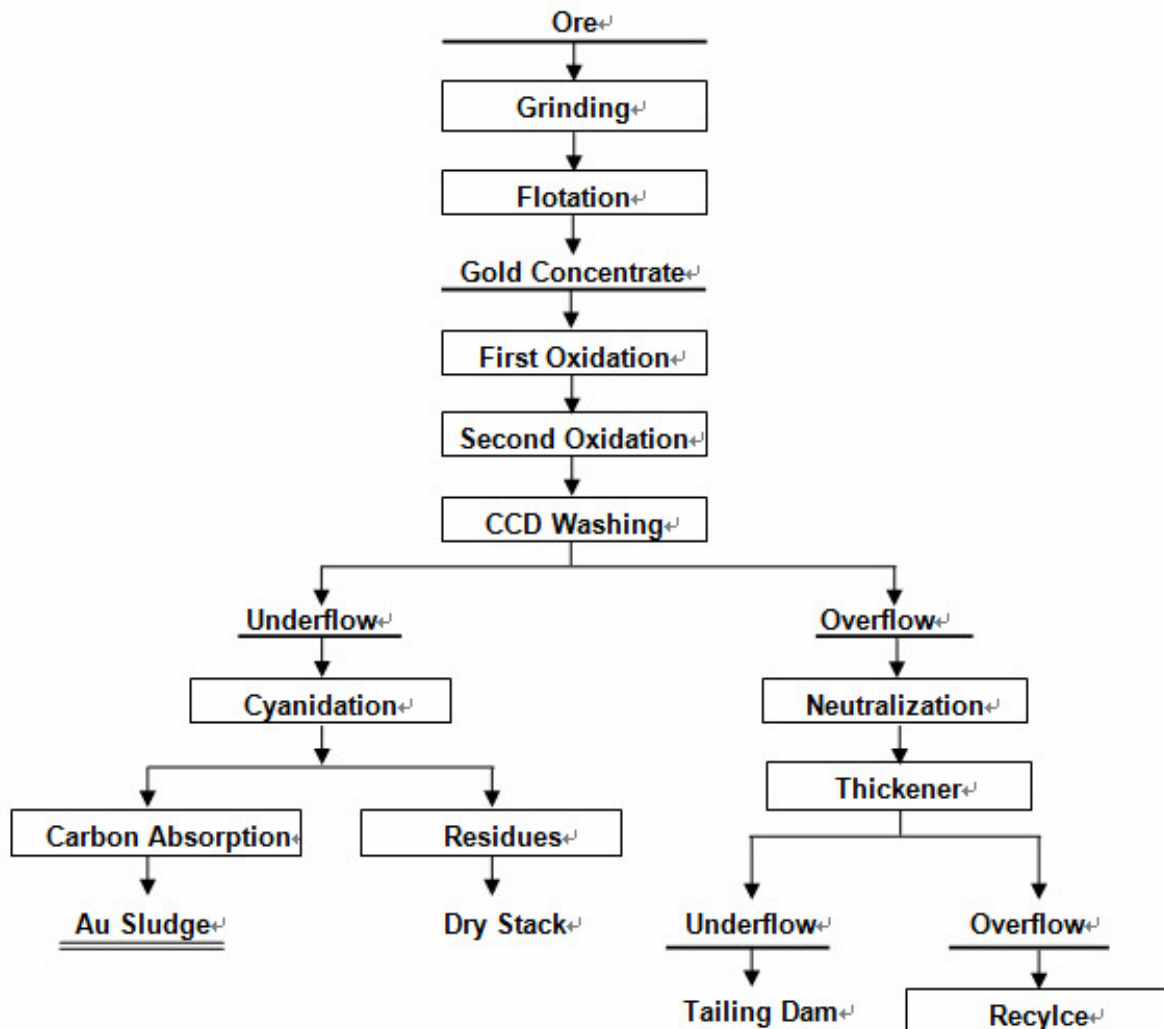 Ore
Grinding
Flotation
Gold Concentrate
First Oxidation
Second Oxidation
CCD Washing
Underflow
Overflow
Cyanidation
Neutralization
Thickener
Carbon Absorption
Residues
Au Sludge
Dry Stack
Underflow
Overflow
Tailing Dam
Recylce